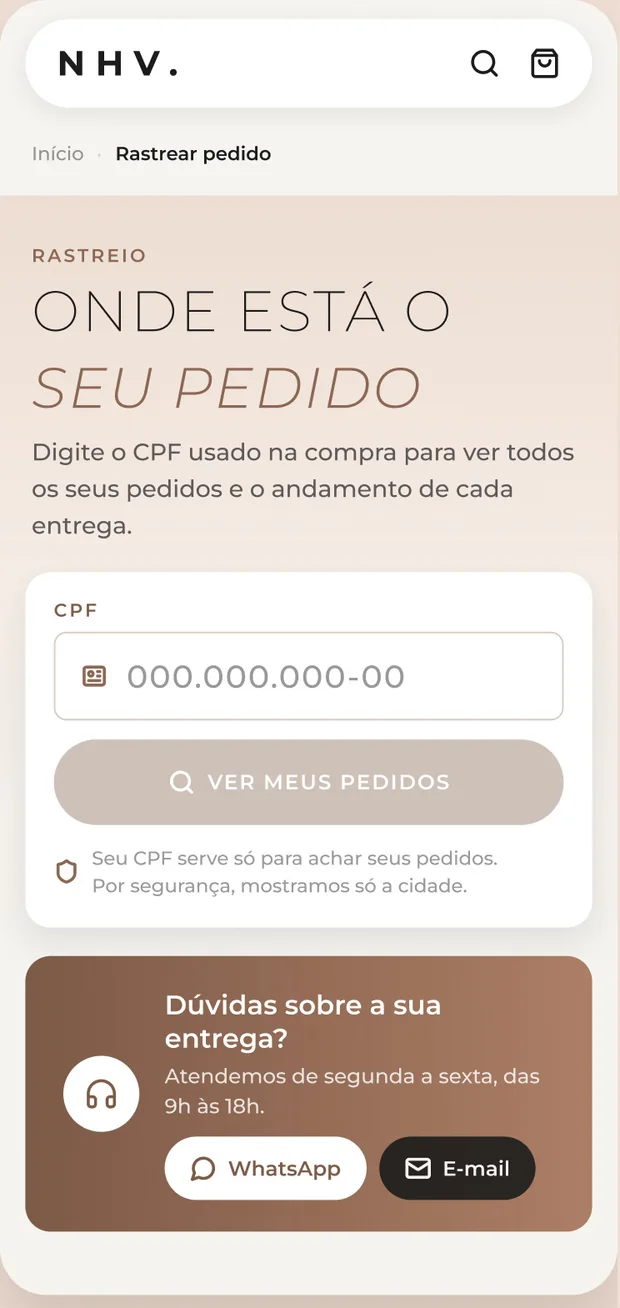 NHV.
Início · Rastrear pedido
RASTREIO
ONDE ESTÁ O
SEU PEDIDO
Digite o CPF usado na compra para ver todos
os seus pedidos e o andamento de cada
entrega.
CPF
000.000.000-00
VER MEUS PEDIDOS
Seu CPF serve só para achar seus pedidos.
Por segurança, mostramos só a cidade.
Dúvidas sobre a sua
entrega?
Atendemos de segunda a sexta, das
9h às 18h.
WhatsApp
E-mail